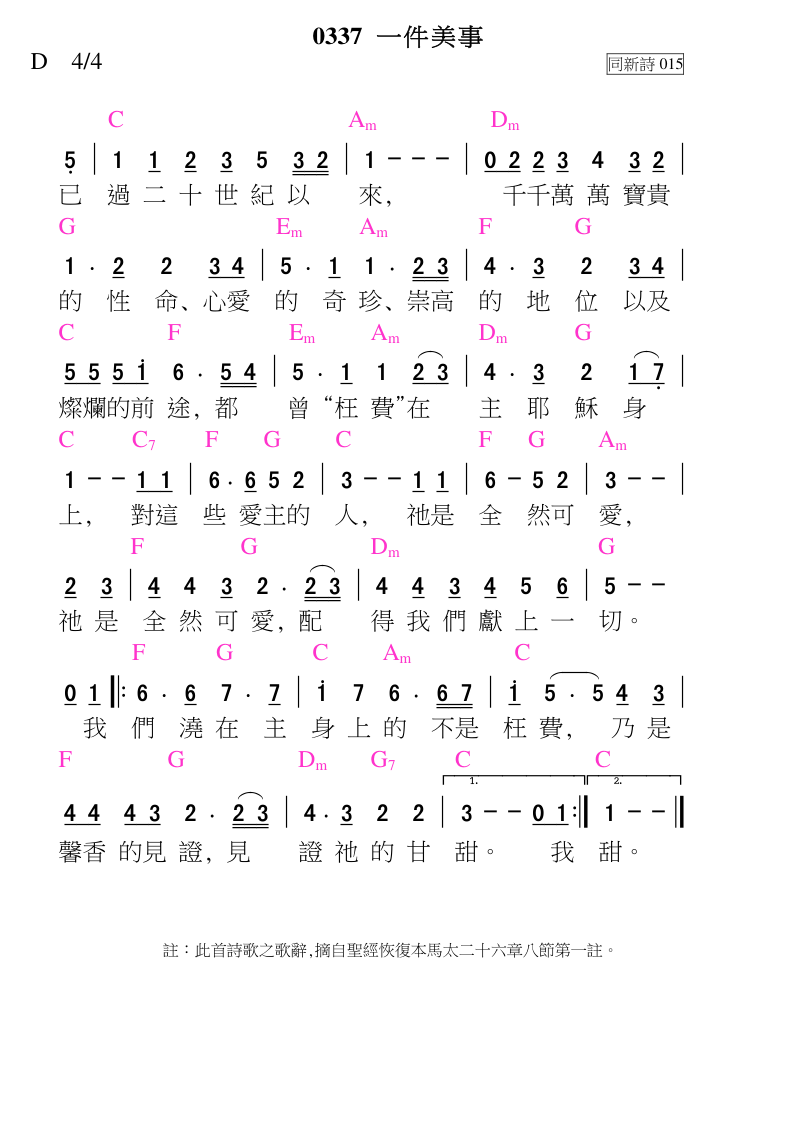 0337 一件美事
D 4/4
同新詩 015
C Am Dm
5 | 1 1 2 3 5 3 2 | 1 - - - | 0 2 2 3 4 3 2 |
已 過 二 十 世 紀 以 來, 千千萬 萬 寶貴
G Em Am F G
1 · 2 2 3 4 | 5 · 1 1 · 2 3 | 4 · 3 2 3 4 |
的 性 命、心愛 的 奇 珍、崇高 的 地 位 以及
C F Em Am Dm G
5 5 5 i 6 · 5 4 | 5 · 1 1 2 3 | 4 · 3 2 1 7 |
燦爛的前 途, 都 曾 “枉 費”在 主 耶 穌 身
C C7 F G C F G Am
1 - - 1 1 | 6 · 6 5 2 | 3 - - 1 1 | 6 - 5 2 | 3 - - |
上, 對這 些 愛主的 人, 祂是 全 然可 愛,
F G Dm G
2 3 | 4 4 3 2 · 2 3 | 4 4 3 4 5 6 | 5 - -
祂 是 全 然 可 愛, 配 得 我 們 獻 上 一 切。
F G C Am C
0 1 |: 6 · 6 7 · 7 | i 7 6 · 6 7 | i 5 · 5 4 3 |
我 們 澆 在 主 身 上 的 不是 枉 費, 乃 是
F G Dm G7 C C
1. 2.
4 4 4 3 2 · 2 3 | 4 · 3 2 2 | 3 - - 0 1 :| 1 - - |
馨香 的見 證, 見 證 祂 的 甘 甜。 我 甜。
註：此首詩歌之歌辭,摘自聖經恢復本馬太二十六章八節第一註。